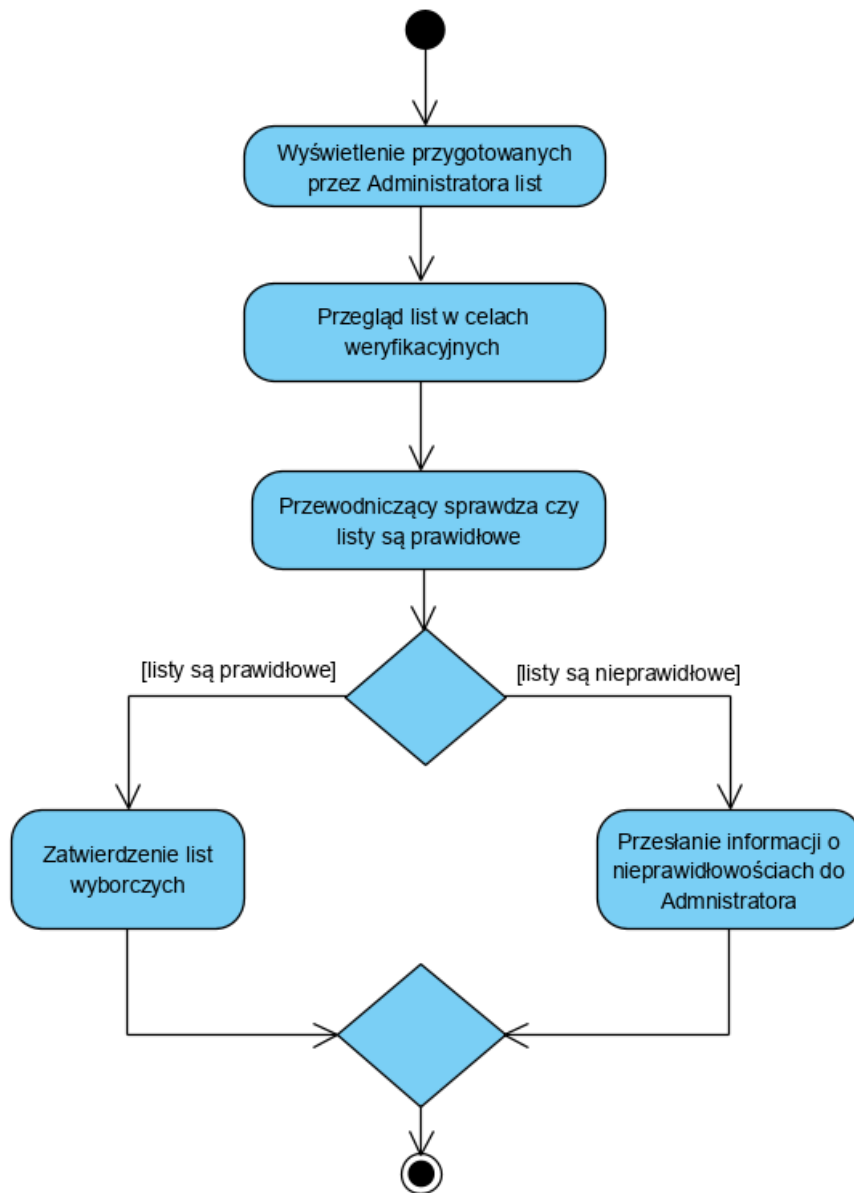 Wyświetlenie przygotowanych
przez Administratora list
Przegląd list w celach
weryfikacyjnych
Przewodniczący sprawdza czy
listy są prawidłowe
[listy są prawidłowe]
[listy są nieprawidłowe]
Zatwierdzenie list
wyborczych
Przesłanie informacji o
nieprawidłowościach do
Admnistratora